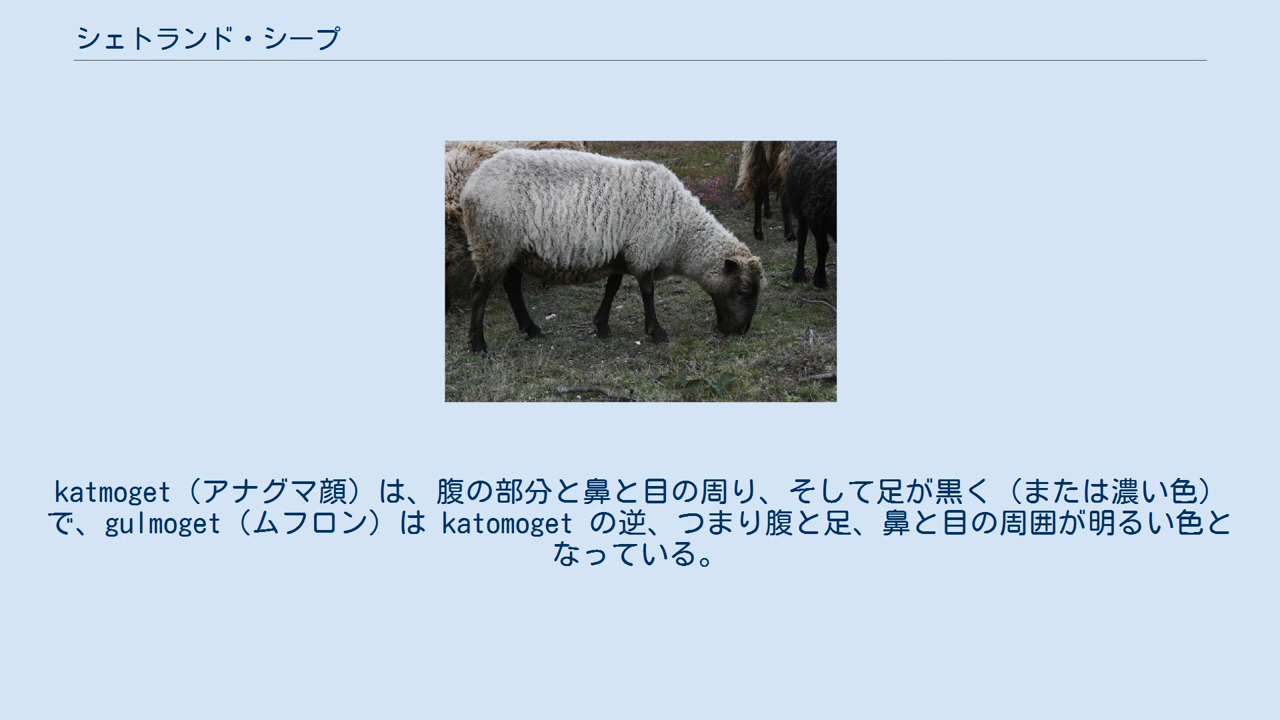 シェトランド・シープ
katmoget（アナグマ顔）は、腹の部分と鼻と目の周り、そして足が黒く（または濃い色）
で、gulmoget（ムフロン）は katomoget の逆、つまり腹と足、鼻と目の周囲が明るい色と
なっている。